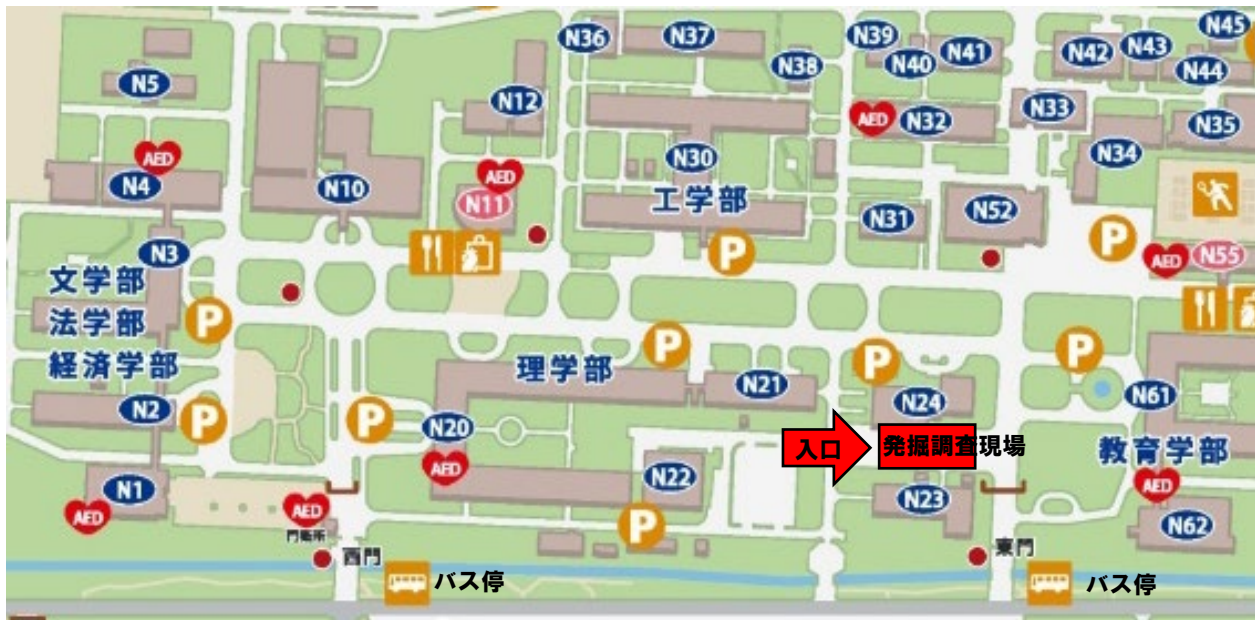 N36
N37
N39
N45
N5
N38
N40
N41
N42
N43
N44
N12
AED
N32
N33
N35
AED
N4
N10
AED
N11
N30
工学部
N34
N31
N52
P
P
AED
N55
N3
文学部
法学部
経済学部
P
P
P
P
理学部
N21
N24
N61
N2
P
P
N20
入口
発掘調査現場
教育学部
N1
AED
AED
AED
N22
N23
AED
N62
P
門衛所
西門
東門
バス停
バス停